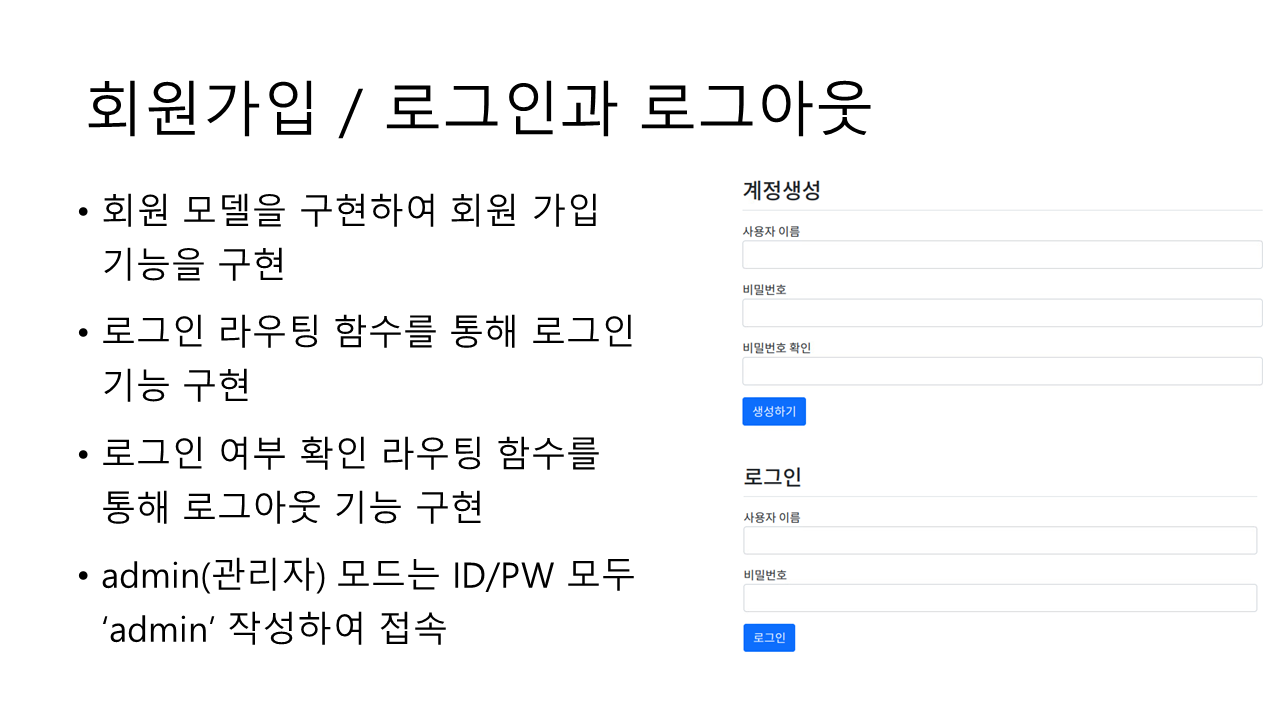 회원가입 / 로그인과 로그아웃
• 회원 모델을 구현하여 회원 가입
기능을 구현
• 로그인 라우팅 함수를 통해 로그인
기능 구현
• 로그인 여부 확인 라우팅 함수를
통해 로그아웃 기능 구현
• admin(관리자) 모드는 ID/PW 모두
‘admin’ 작성하여 접속
계정생성
사용자 이름
비밀번호
비밀번호 확인
생성하기
로그인
사용자 이름
비밀번호
로그인